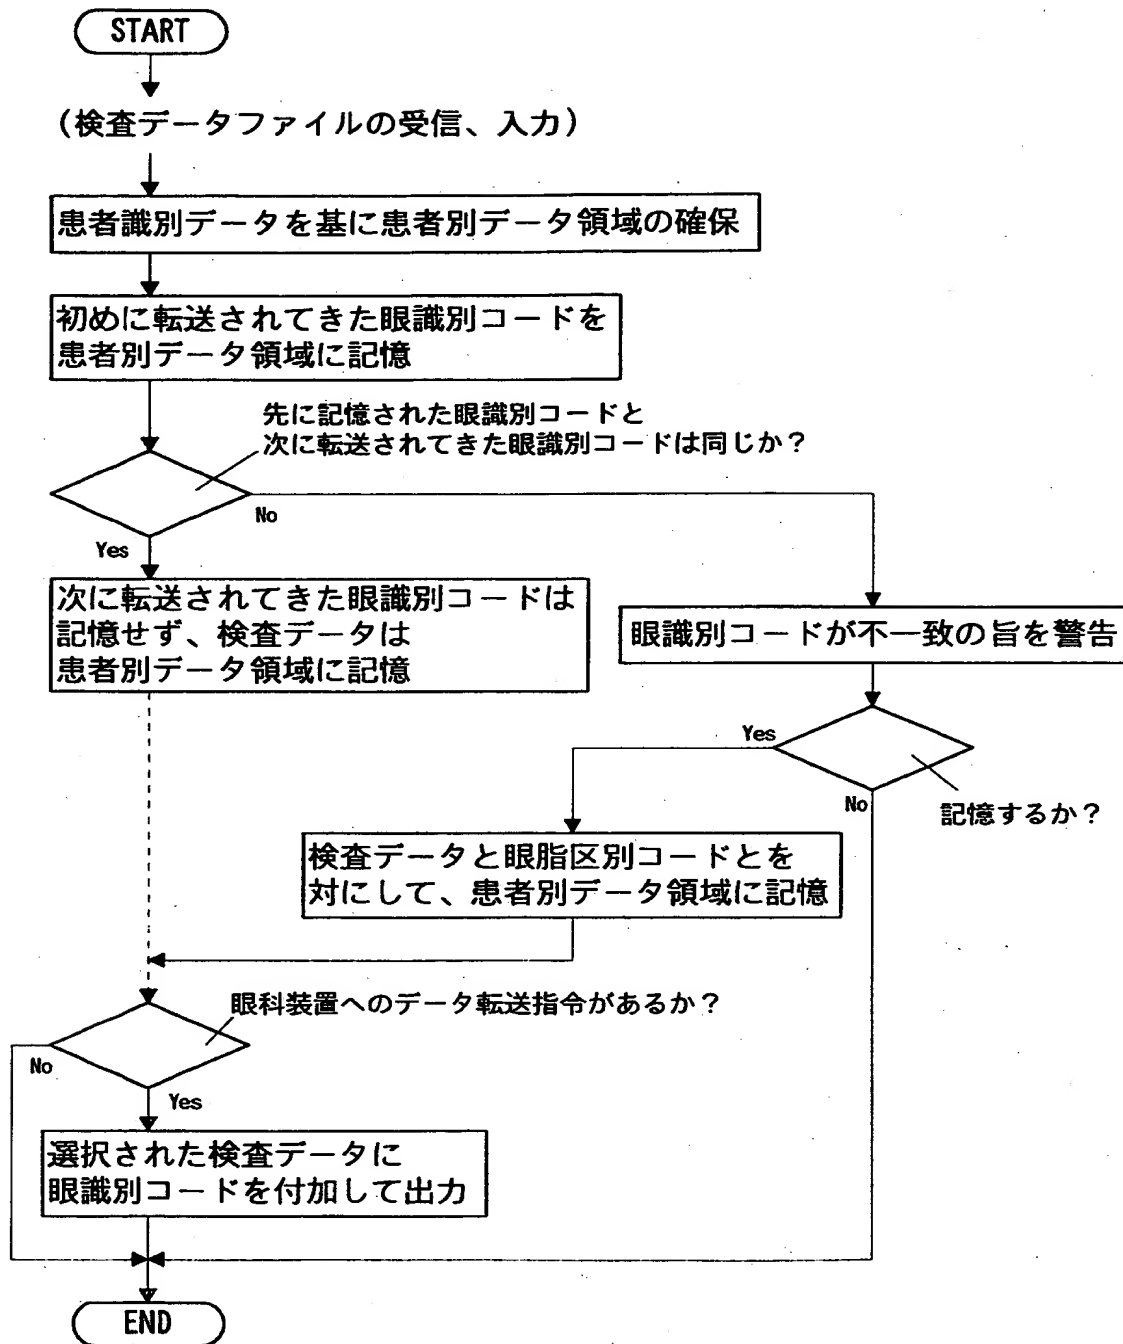 START
(検査データファイルの受信、入力)
患者識別データを基に患者別データ領域の確保
初めに転送されてきた眼識別コードを
患者別データ領域に記憶
先に記憶された眼識別コードと
次に転送されてきた眼識別コードは同じか?
No
Yes
次に転送されてきた眼識別コードは
記憶せず、検査データは
患者別データ領域に記憶
眼識別コードが不一致の旨を警告
Yes
No
記憶するか?
検査データと眼脂区別コードとを
対にして、患者別データ領域に記憶
眼科装置へのデータ転送指令があるか?
No
Yes
選択された検査データに
眼識別コードを付加して出力
END